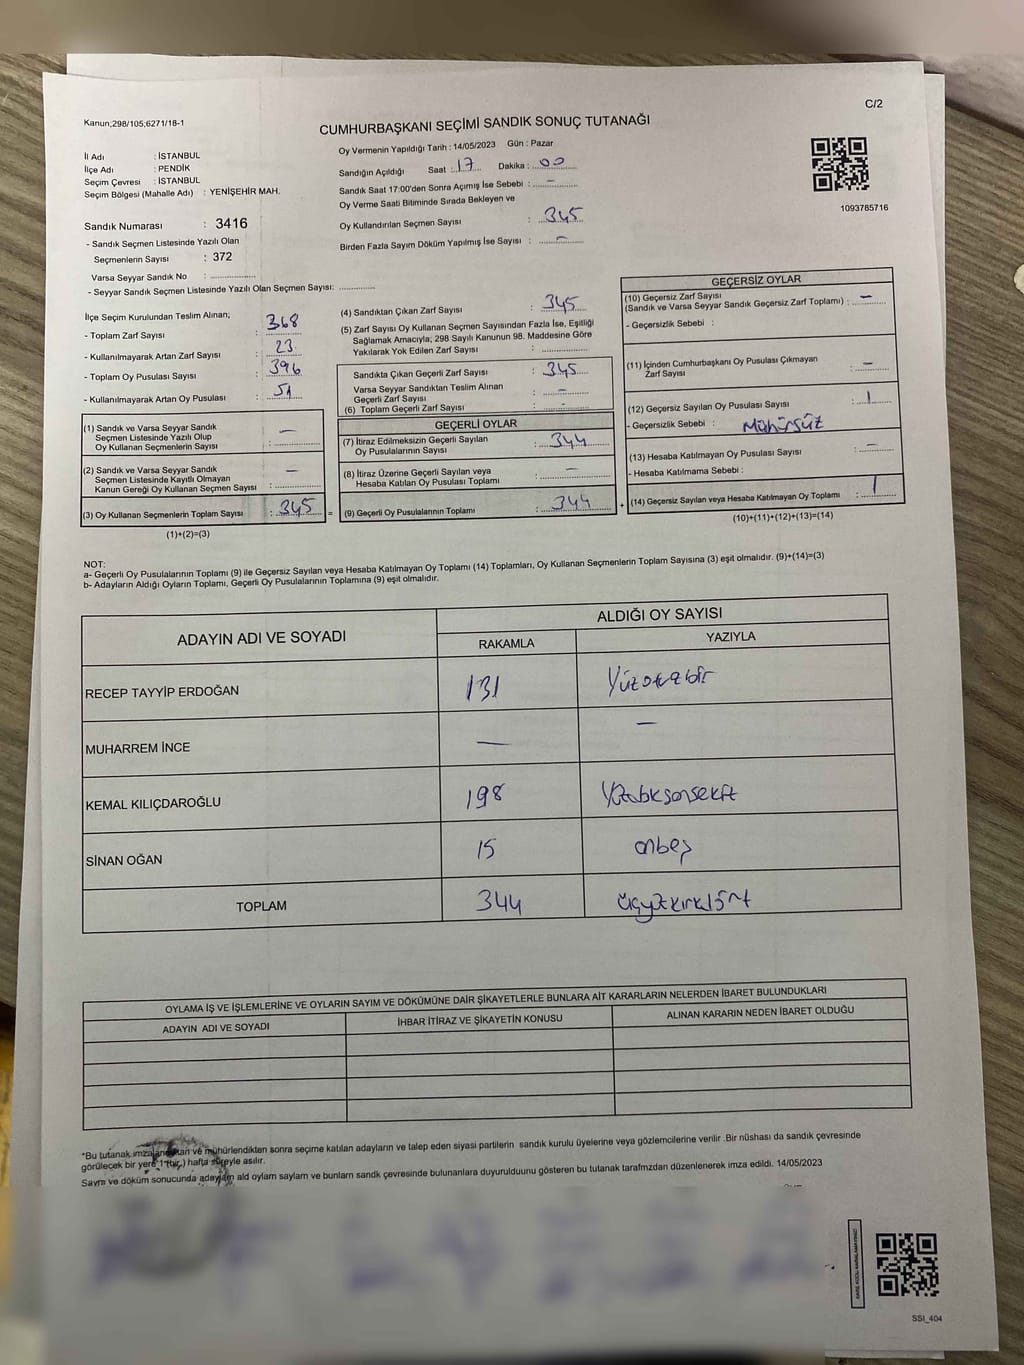 C/2
Kanun;298/105;6271/18-1
CUMHURBAŞKANI SEÇİMİ SANDIK SONUÇ TUTANAĞI
İl Adı : İSTANBUL
İlçe Adı : PENDİK
Seçim Çevresi : İSTANBUL
Seçim Bölgesi (Mahalle Adı) : YENİŞEHİR MAH.
Sandık Numarası : 3416
- Sandık Seçmen Listesinde Yazılı Olan
Seçmenlerin Sayısı : 372
Varsa Seyyar Sandık No : ..............
- Seyyar Sandık Seçmen Listesinde Yazılı Olan Seçmen Sayısı: ............
Oy Vermenin Yapıldığı Tarih : 14/05/2023 Gün : Pazar
Sandığın Açıldığı Saat : 17 Dakika : 00
Sandık Saat 17:00'den Sonra Açımış İse Sebebi : –
Oy Verme Saati Bitiminde Sırada Bekleyen ve
Oy Kullandırılan Seçmen Sayısı : 345
Birden Fazla Sayım Döküm Yapılmış İse Sayısı : –
1093785716
İlçe Seçim Kurulundan Teslim Alınan;
- Toplam Zarf Sayısı : 368
- Kullanılmayarak Artan Zarf Sayısı : 23
- Toplam Oy Pusulası Sayısı : 396
- Kullanılmayarak Artan Oy Pusulası : 51
(1) Sandık ve Varsa Seyyar Sandık
Seçmen Listesinde Yazılı Olup
Oy Kullanan Seçmenlerin Sayısı : –
(2) Sandık ve Varsa Seyyar Sandık
Seçmen Listesinde Kayıtlı Olmayan
Kanun Gereği Oy Kullanan Seçmen Sayısı : –
(3) Oy Kullanan Seçmenlerin Toplam Sayısı : 345 =
(1)+(2)=(3)
(4) Sandıktan Çıkan Zarf Sayısı : 345
(5) Zarf Sayısı Oy Kullanan Seçmen Sayısından Fazla İse, Eşitliği
Sağlamak Amacıyla; 298 Sayılı Kanunun 98. Maddesine Göre
Yakılarak Yok Edilen Zarf Sayısı : ............
Sandıkta Çıkan Geçerli Zarf Sayısı : 345
Varsa Seyyar Sandıktan Teslim Alınan
Geçerli Zarf Sayısı : –
(6) Toplam Geçerli Zarf Sayısı : –
GEÇERLİ OYLAR
(7) İtiraz Edilmeksizin Geçerli Sayılan
Oy Pusulalarının Sayısı : 344
(8) İtiraz Üzerine Geçerli Sayılan veya
Hesaba Katılan Oy Pusulası Toplamı : –
(9) Geçerli Oy Pusulalarının Toplamı : 344 +
GEÇERSİZ OYLAR
(10) Geçersiz Zarf Sayısı
(Sandık ve Varsa Seyyar Sandık Geçersiz Zarf Toplamı) : –
- Geçersizlik Sebebi :
(11) İçinden Cumhurbaşkanı Oy Pusulası Çıkmayan
Zarf Sayısı : –
(12) Geçersiz Sayılan Oy Pusulası Sayısı : 1
- Geçersizlik Sebebi : Mühürsüz
(13) Hesaba Katılmayan Oy Pusulası Sayısı : –
- Hesaba Katılmama Sebebi :
(14) Geçersiz Sayılan veya Hesaba Katılmayan Oy Toplamı : 1
(10)+(11)+(12)+(13)=(14)
NOT:
a- Geçerli Oy Pusulalarının Toplamı (9) ile Geçersiz Sayılan veya Hesaba Katılmayan Oy Toplamı (14) Toplamları, Oy Kullanan Seçmenlerin Toplam Sayısına (3) eşit olmalıdır. (9)+(14)=(3)
b- Adayların Aldığı Oyların Toplamı, Geçerli Oy Pusulalarının Toplamına (9) eşit olmalıdır.
ADAYIN ADI VE SOYADI
ALDIĞI OY SAYISI
RAKAMLA YAZIYLA
RECEP TAYYİP ERDOĞAN 131 Yüzotuzbir
MUHARREM İNCE – –
KEMAL KILIÇDAROĞLU 198 Yüzdoksansekiz
SİNAN OĞAN 15 onbeş
TOPLAM 344 üçyüzkırkdört
OYLAMA İŞ VE İŞLEMLERİNE VE OYLARIN SAYIM VE DÖKÜMÜNE DAİR ŞİKAYETLERLE BUNLARA AİT KARARLARIN NELERDEN İBARET BULUNDUKLARI
ADAYIN ADI VE SOYADI İHBAR İTİRAZ VE ŞİKAYETİN KONUSU ALINAN KARARIN NEDEN İBARET OLDUĞU
*Bu tutanak imzalandıktan ve mühürlendikten sonra seçime katılan adayların ve talep eden siyasi partilerin sandık kurulu üyelerine veya gözlemcilerine verilir .Bir nüshası da sandık çevresinde
görülecek bir yere 1 (bir) hafta süreyle asılır.
Sayım ve döküm sonucunda adayların ald oylam saylam ve bunların sandk çevresinde bulunanlara duyurulduunu gösteren bu tutanak tarafmzdan düzenlenerek imza edildi. 14/05/2023
SSI_404